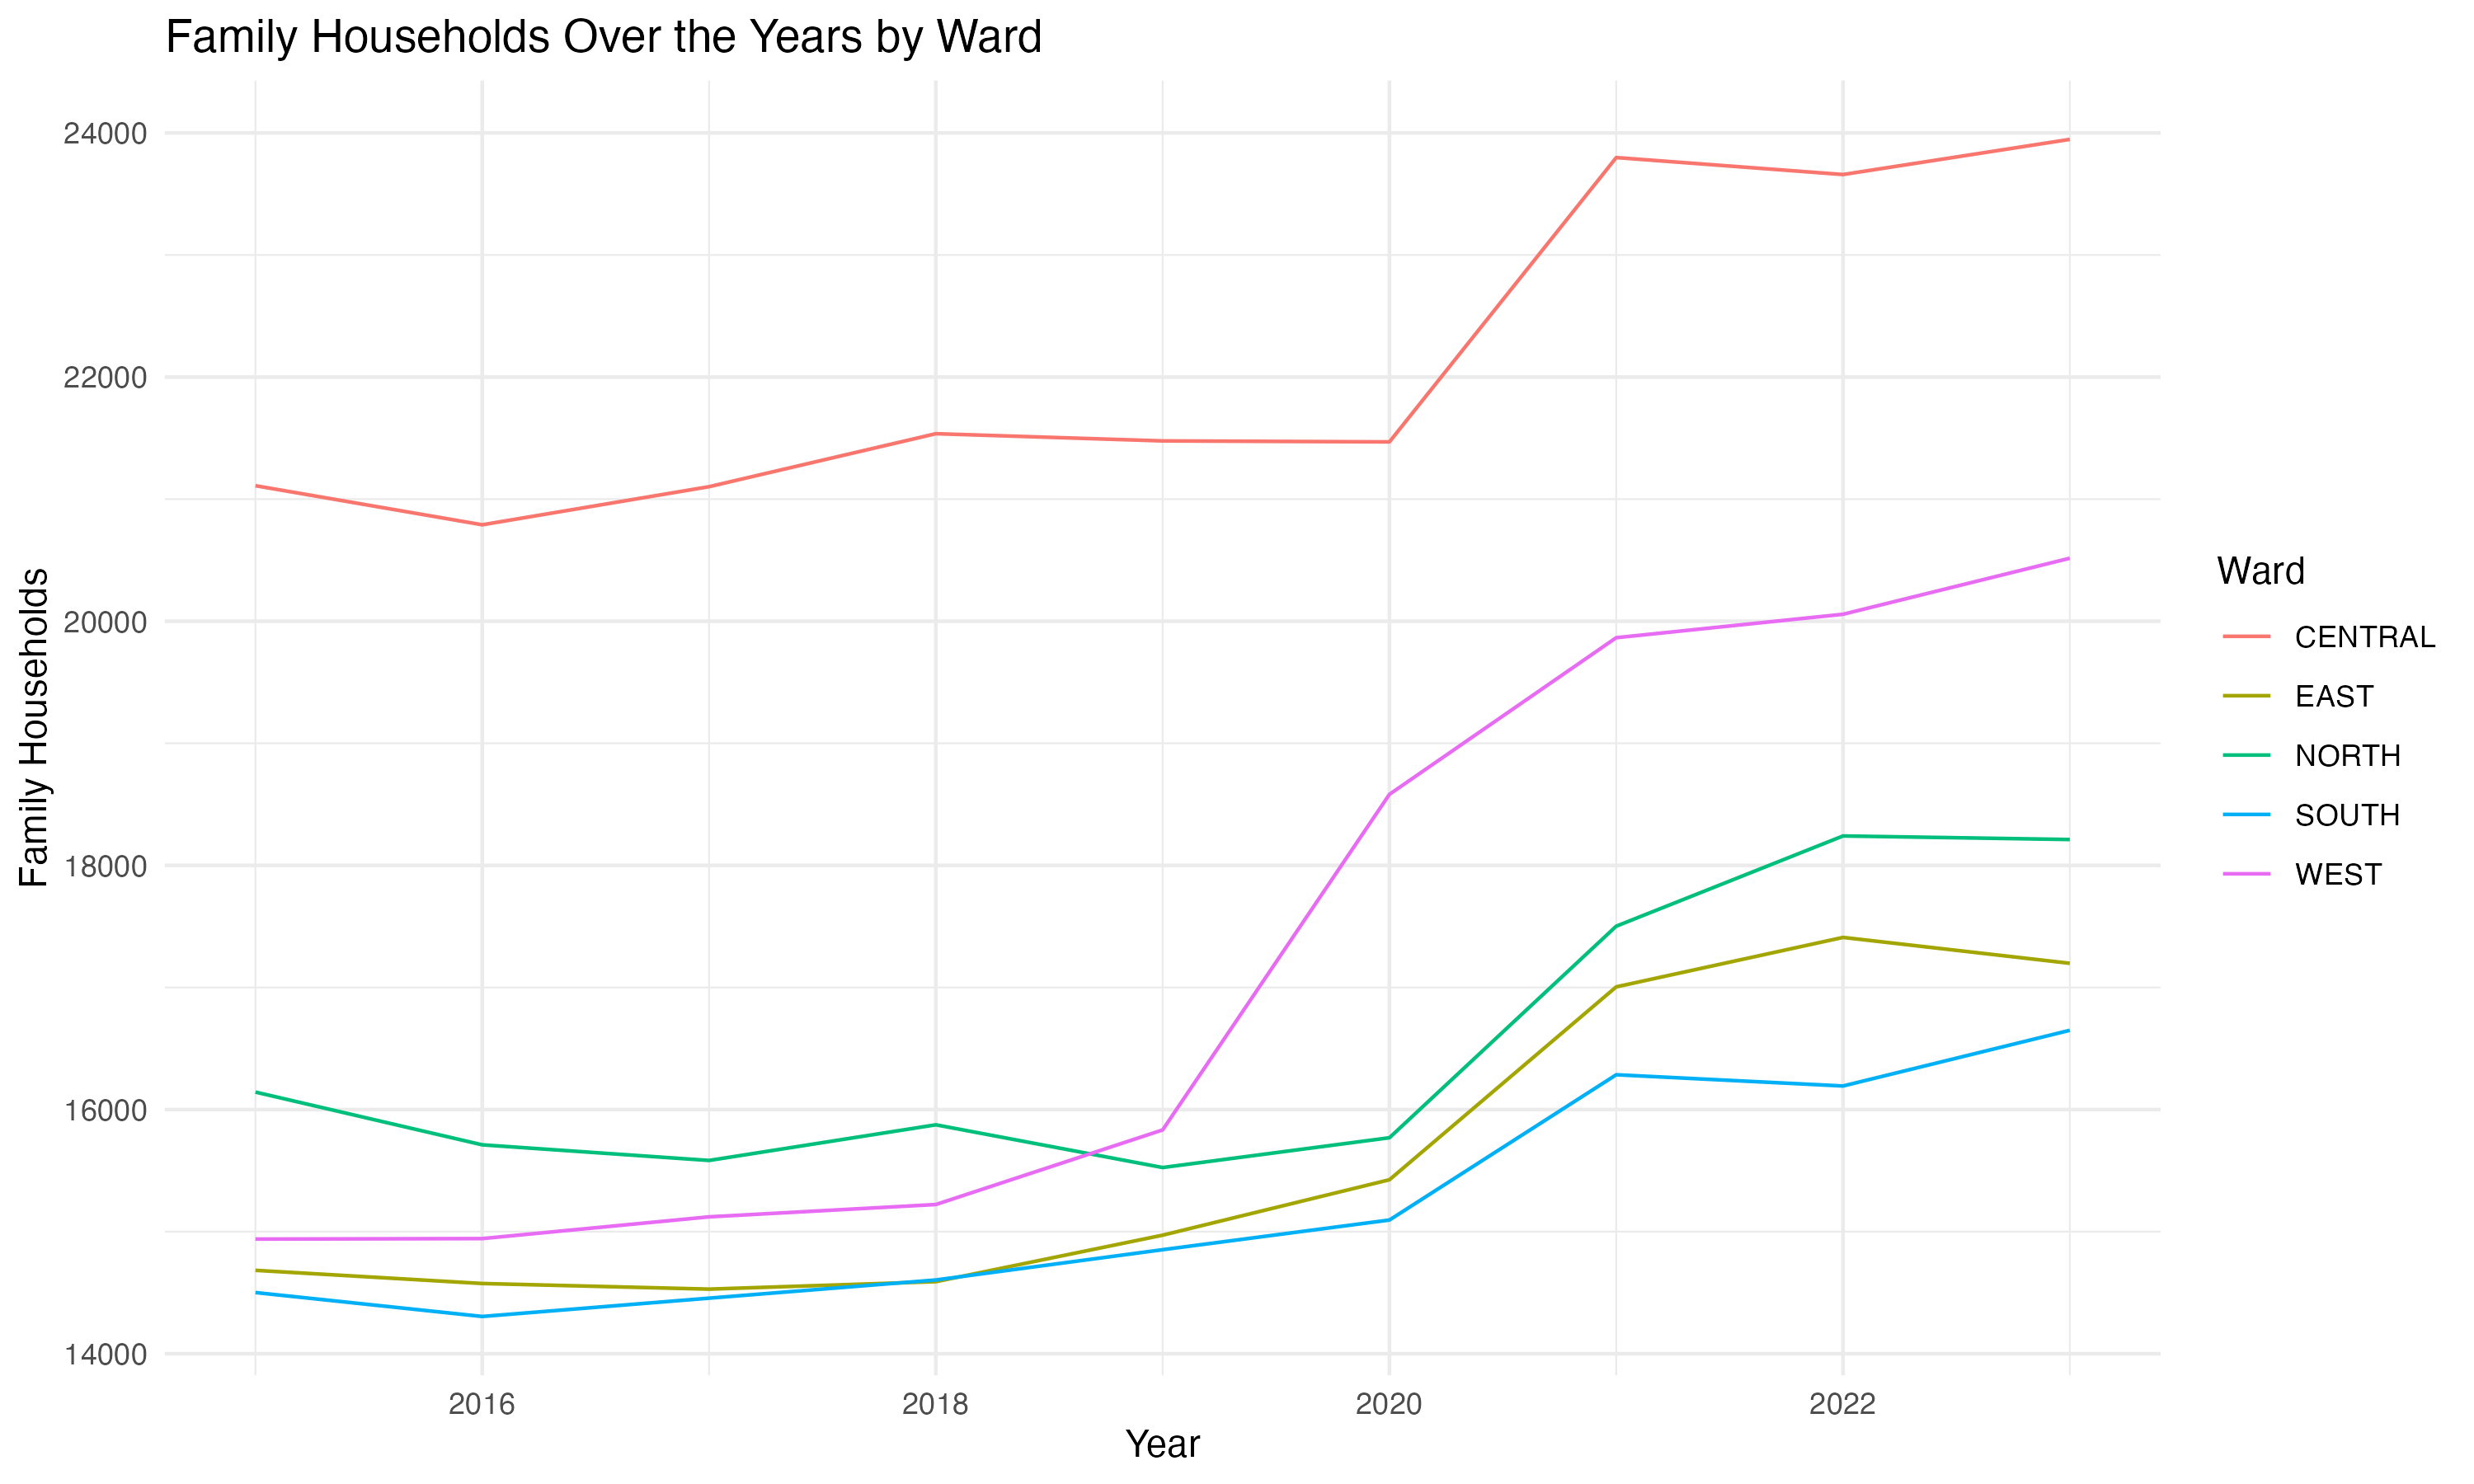 Family Households Over the Years by Ward
24000
22000
20000
18000
16000
14000
Family Households
2016
2018
2020
2022
Year
Ward
CENTRAL
EAST
NORTH
SOUTH
WEST